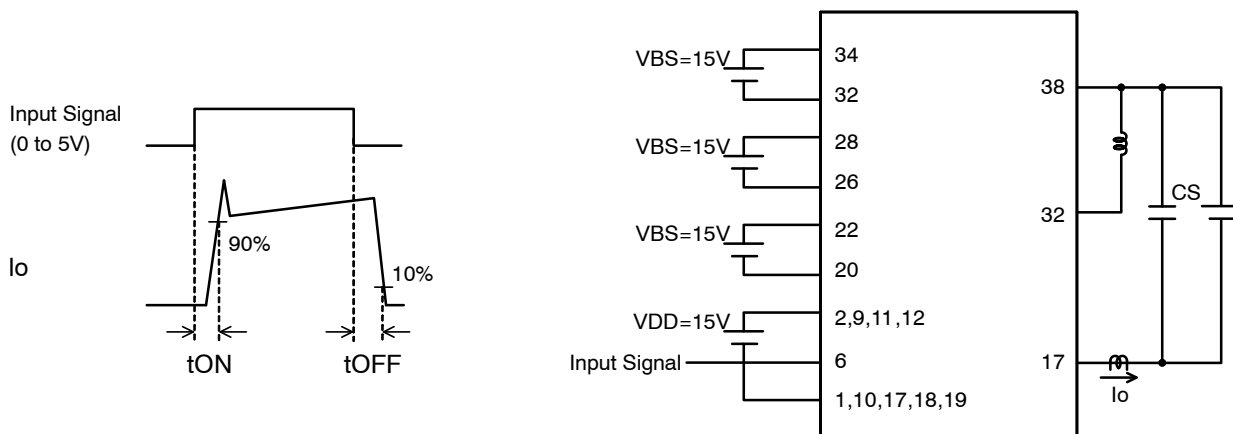 Input Signal
(0 to 5V)
Io
90%
10%
tON
tOFF
VBS=15V
34
32
VBS=15V
28
26
VBS=15V
22
20
VDD=15V
2,9,11,12
Input Signal
6
1,10,17,18,19
38
32
CS
17
Io